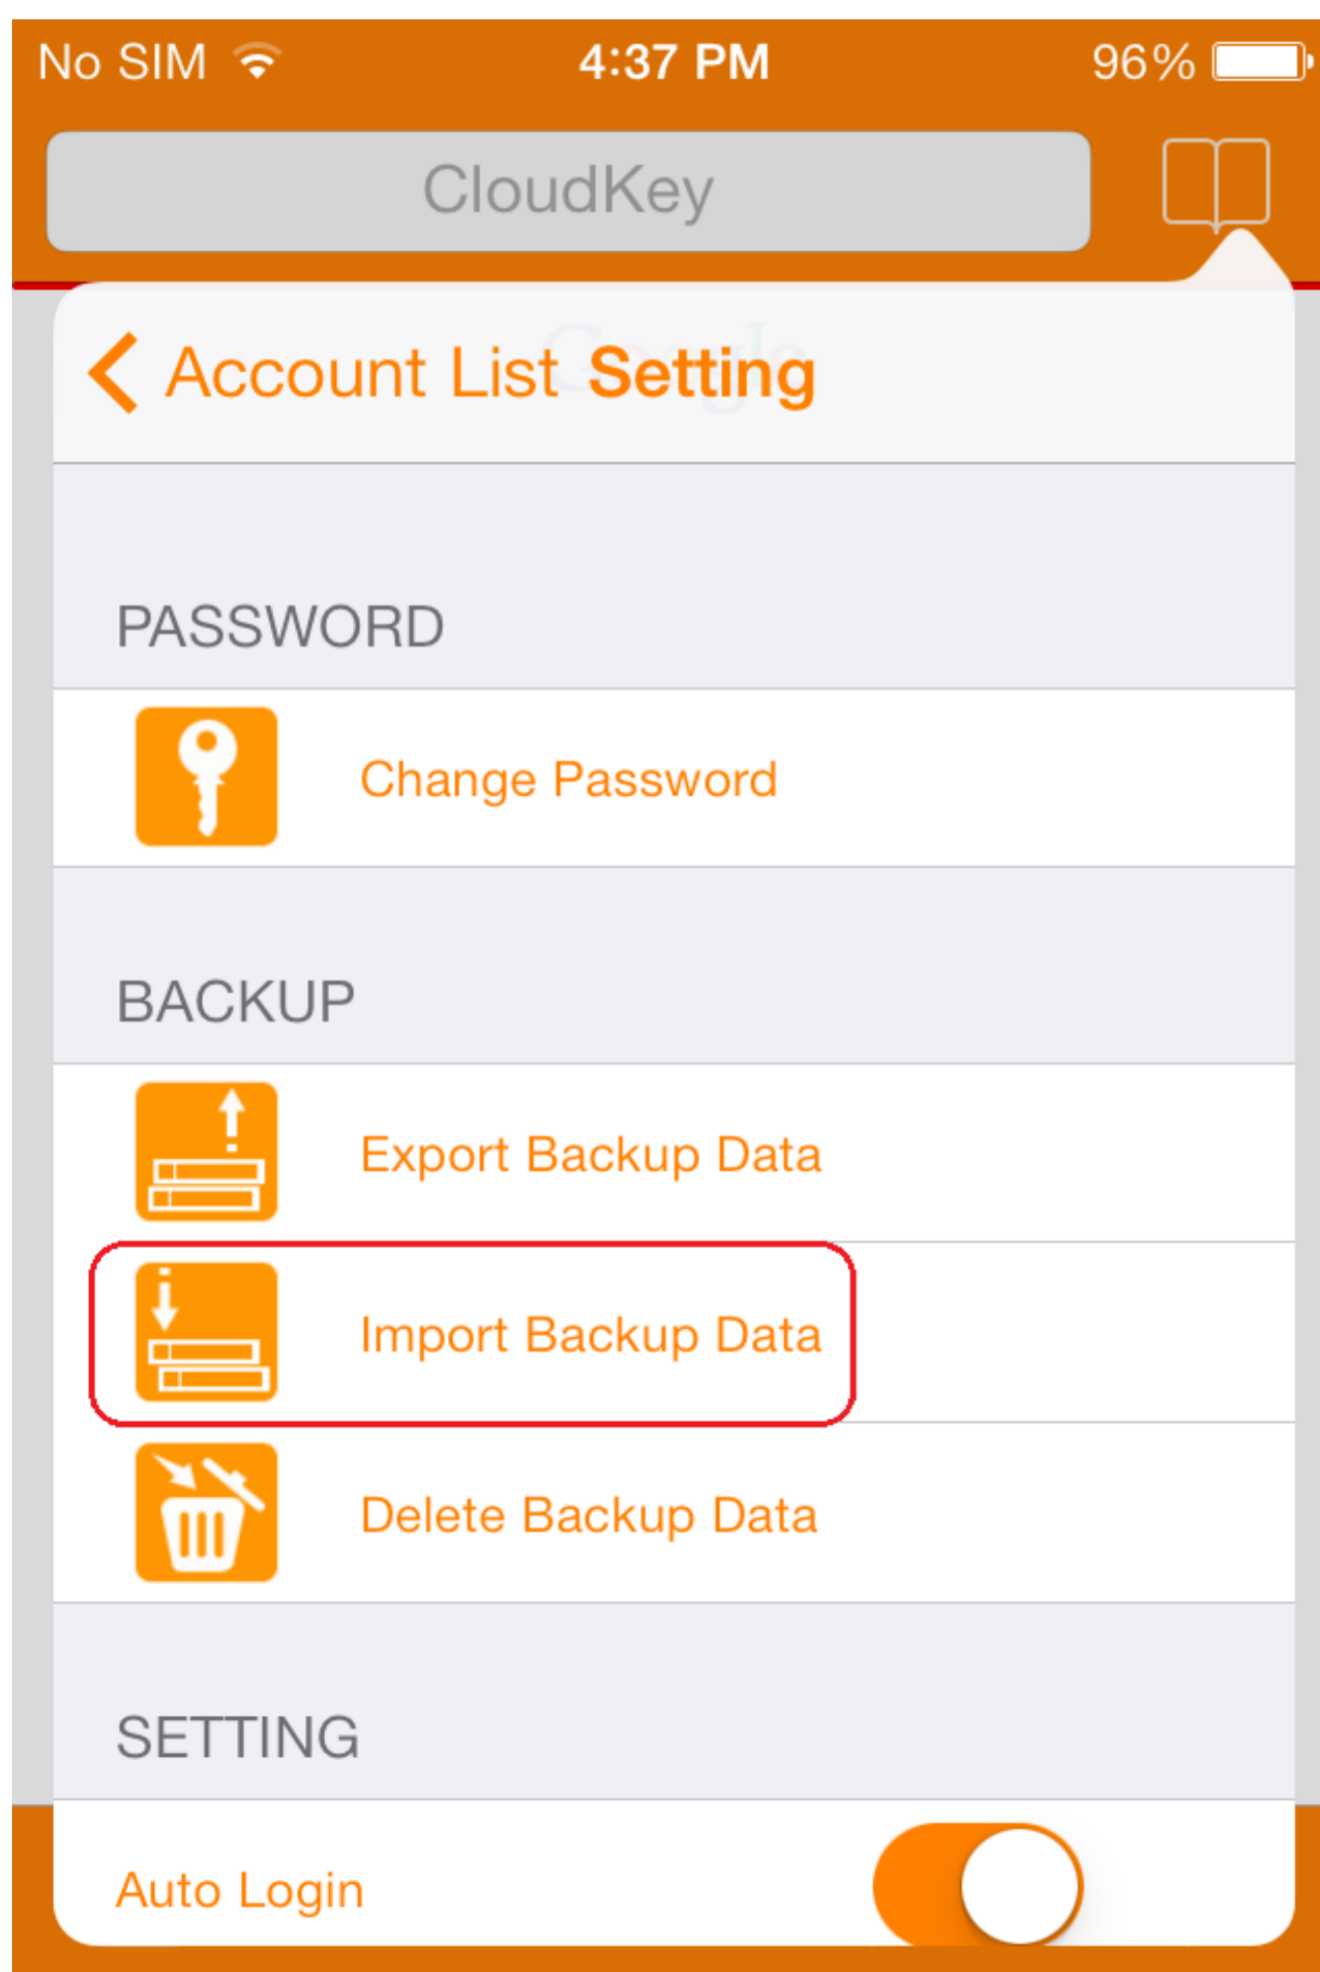 No SIM 4:37 PM 96%
CloudKey
Google
Account List Setting
PASSWORD
Change Password
BACKUP
Export Backup Data
Import Backup Data
Delete Backup Data
SETTING
Auto Login